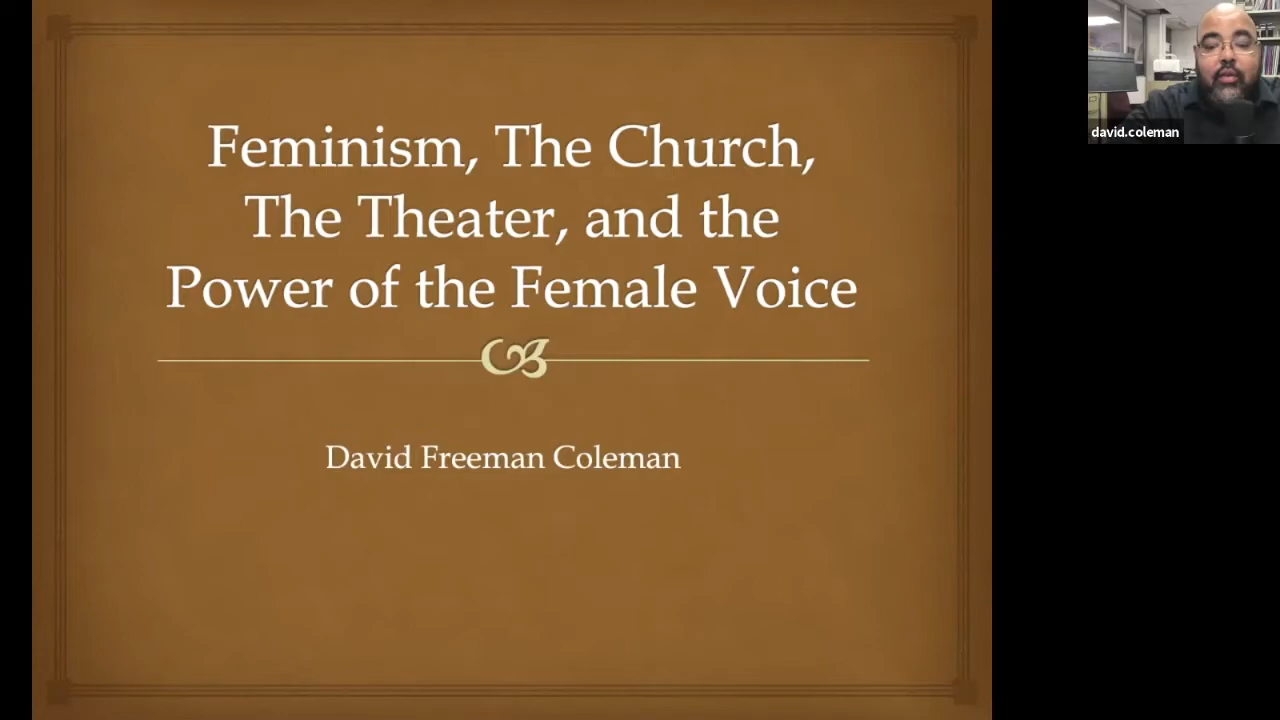 Feminism, The Church,
The Theater, and the
Power of the Female Voice
David Freeman Coleman
david.coleman